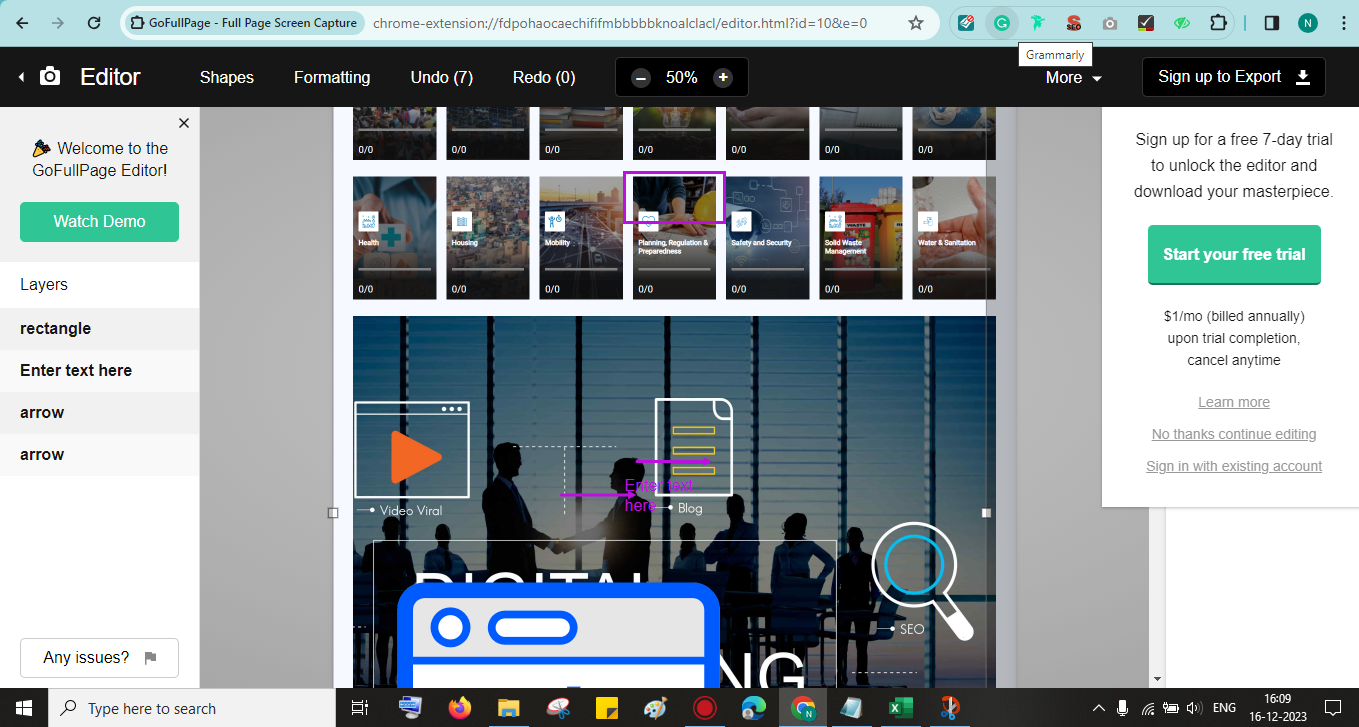 GoFullPage - Full Page Screen Capture
chrome-extension://fdpohaocaechififmbbbbbknoalclacl/editor.html?id=10&e=0
SEO
N
Grammarly
Editor
Shapes
Formatting
Undo (7)
Redo (0)
50%
More
Sign up to Export
Welcome to the
GoFullPage Editor!
Watch Demo
Layers
rectangle
Enter text here
arrow
arrow
Any issues?
0/0
0/0
0/0
0/0
0/0
0/0
0/0
Health
Housing
Mobility
Planning, Regulation &
Preparedness
Safety and Security
Solid Waste
Management
Water & Sanitation
WASTE
0/0
0/0
0/0
0/0
0/0
0/0
0/0
Enter text
here
Video Viral
Blog
SEO
DIGITAL
Sign up for a free 7-day trial
to unlock the editor and
download your masterpiece.
Start your free trial
$1/mo (billed annually)
upon trial completion,
cancel anytime
Learn more
No thanks continue editing
Sign in with existing account
Type here to search
N
ENG
16:09
16-12-2023